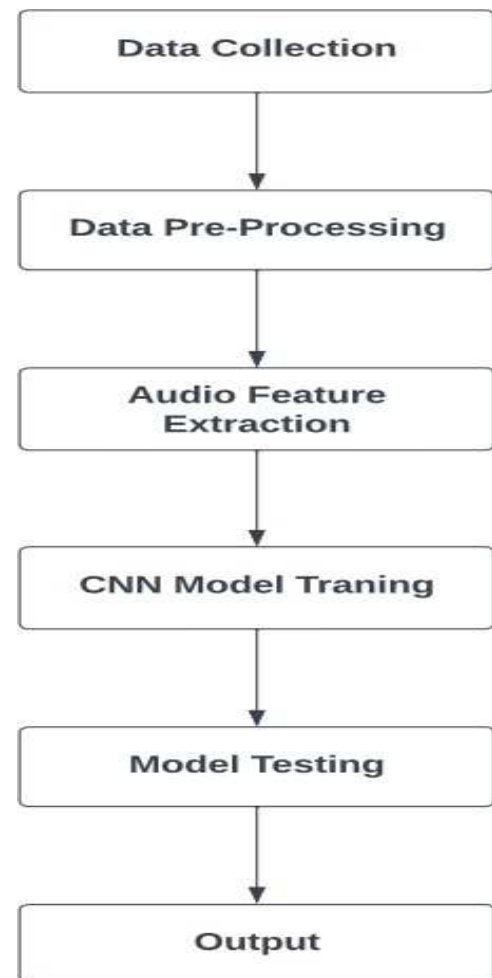 Data Collection
Data Pre-Processing
Audio Feature
Extraction
CNN Model Traning
Model Testing
Output